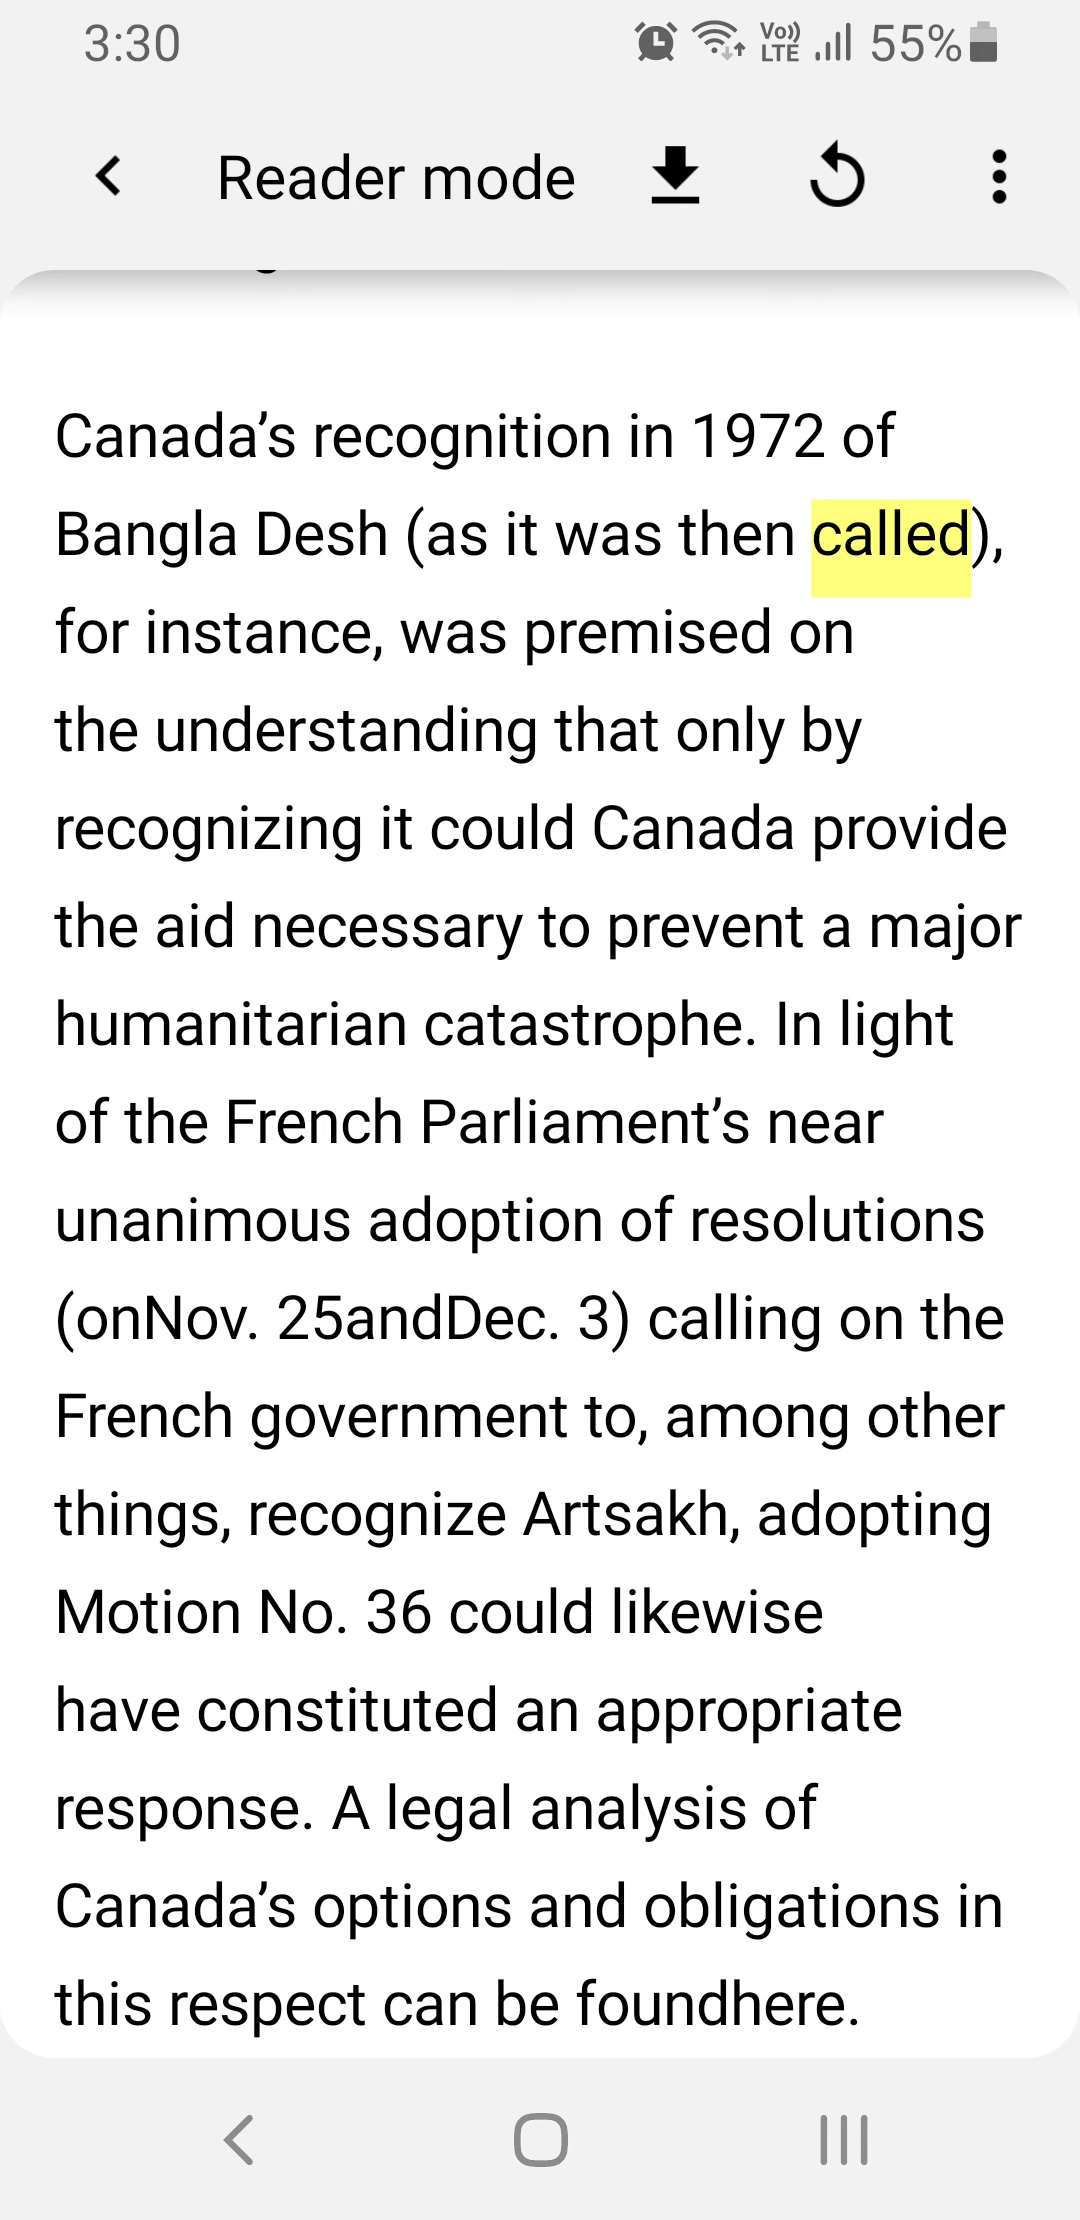 3:30 Vo)) LTE 55%
Reader mode
Canada’s recognition in 1972 of
Bangla Desh (as it was then called),
for instance, was premised on
the understanding that only by
recognizing it could Canada provide
the aid necessary to prevent a major
humanitarian catastrophe. In light
of the French Parliament’s near
unanimous adoption of resolutions
(onNov. 25andDec. 3) calling on the
French government to, among other
things, recognize Artsakh, adopting
Motion No. 36 could likewise
have constituted an appropriate
response. A legal analysis of
Canada’s options and obligations in
this respect can be foundhere.